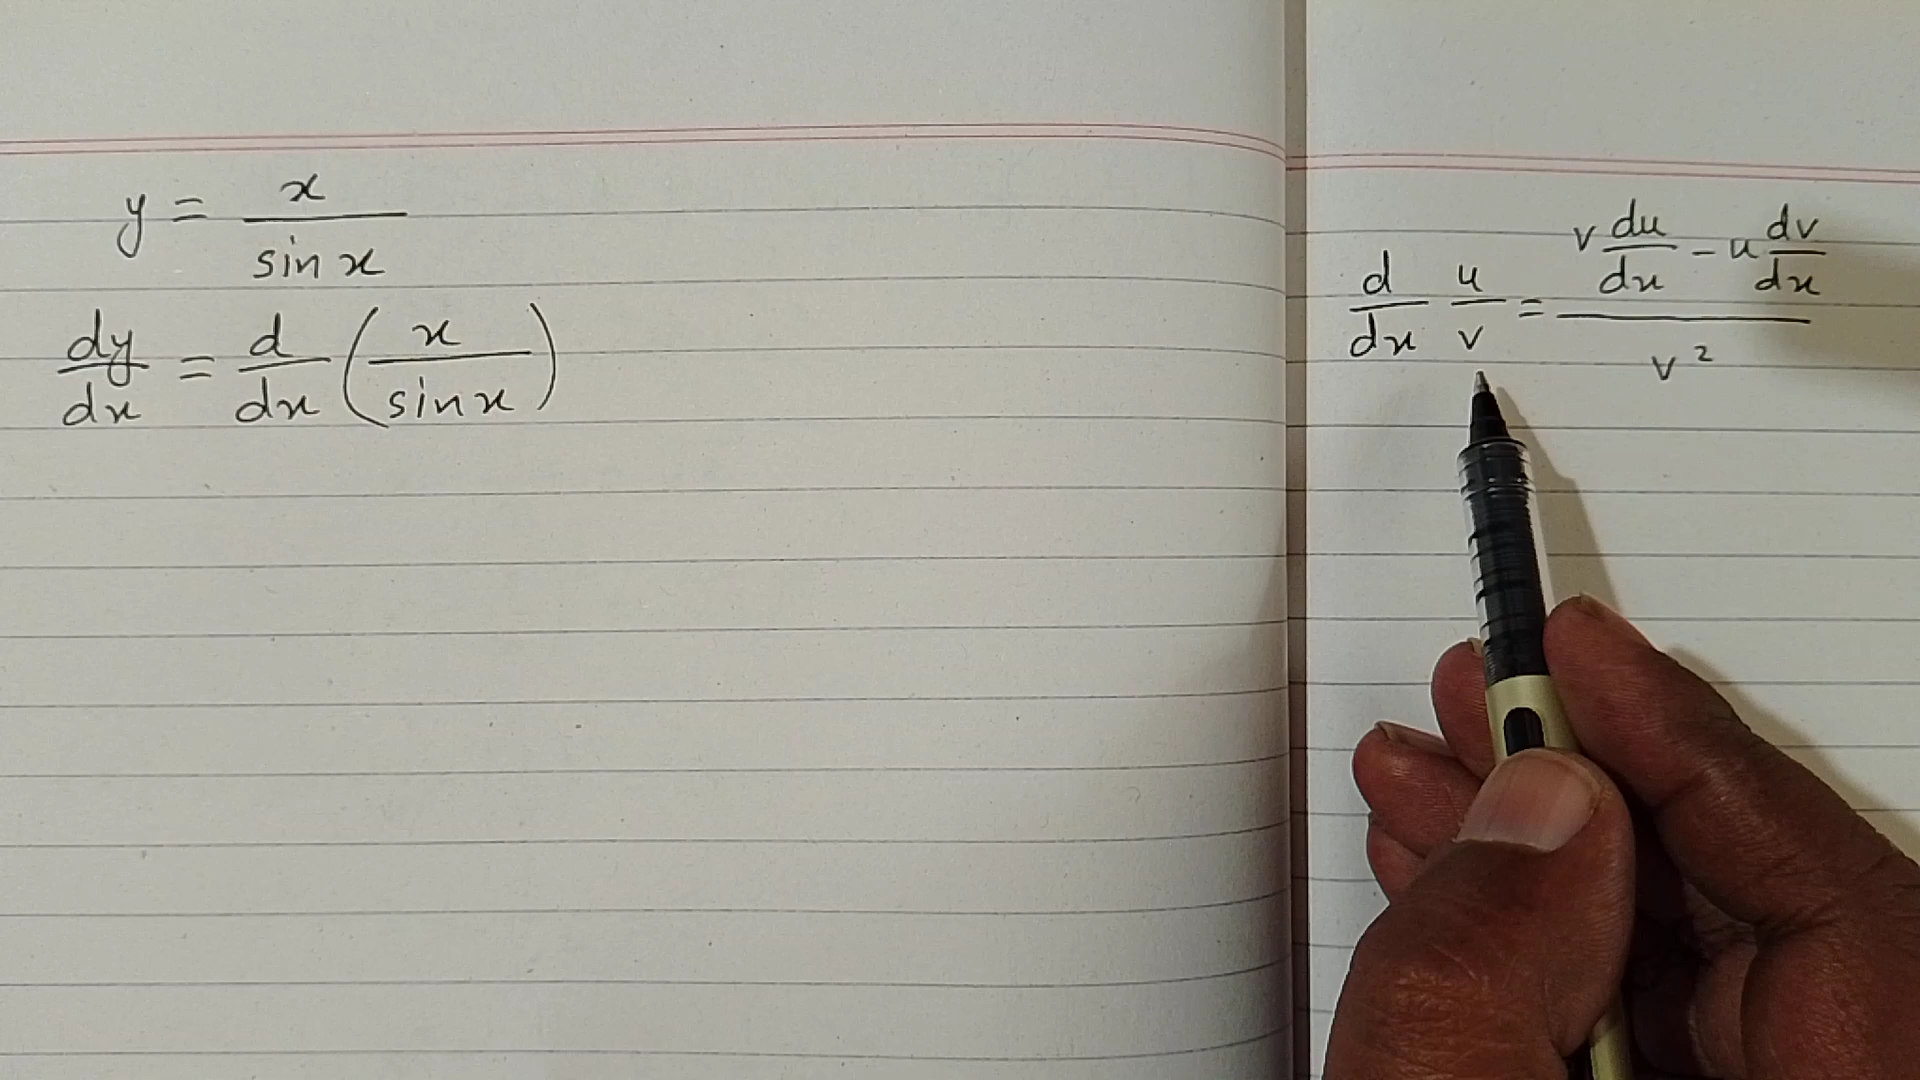 y = x / sin x
dy/dx = d/dx (x / sin x)
d/dx u/v = (v du/dx - u dv/dx) / v²